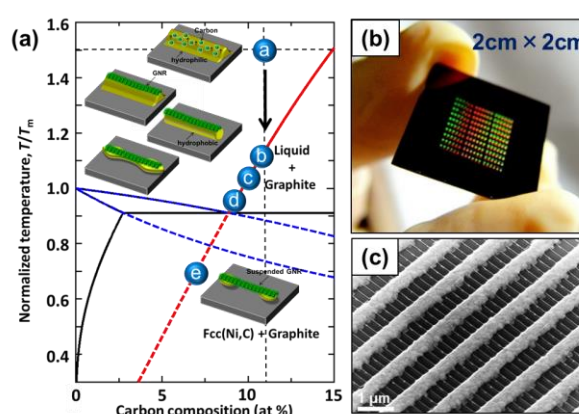 (a)
1.6
1.4
1.2
1.0
0.8
0.6
0.4
Normalized temperature, T/Tm
Carbon
hydrophilic
GNR
hydrophobic
a
b
c
d
e
Liquid
+
Graphite
Suspended GNR
Fcc(Ni,C) + Graphite
0
5
10
15
Carbon composition (at %)
(b)
2cm × 2cm
(c)
1 μm